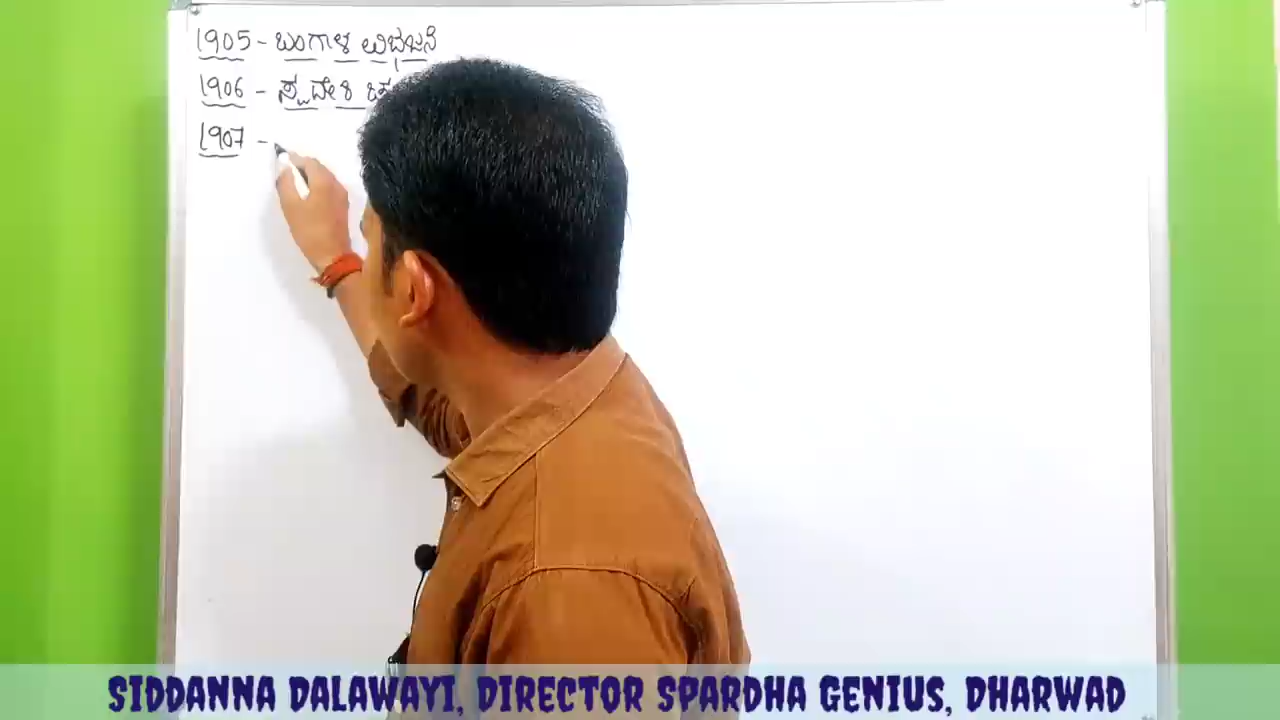 1905 - ಬಂಗಾಳ ವಿಭಜನೆ
1906 - ಸ್ವದೇಶಿ
1907 -
SIDDANNA DALAWAYI, DIRECTOR SPARDHA GENIUS, DHARWAD